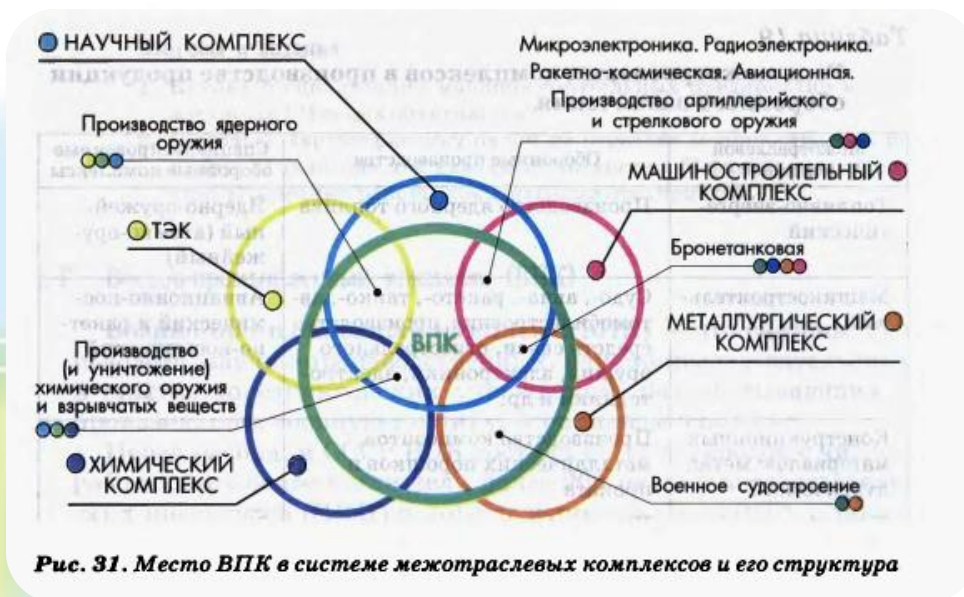 НАУЧНЫЙ КОМПЛЕКС
Микроэлектроника. Радиоэлектроника.
Ракетно-космическая. Авиационная.
Производство артиллерийского
и стрелкового оружия
Производство ядерного
оружия
МАШИНОСТРОИТЕЛЬНЫЙ
КОМПЛЕКС
ТЭК
Бронетанковая
ВПК
МЕТАЛЛУРГИЧЕСКИЙ
КОМПЛЕКС
Производство
(и уничтожение)
химического оружия
и взрывчатых веществ
ХИМИЧЕСКИЙ
КОМПЛЕКС
Военное судостроение
Рис. 31. Место ВПК в системе межотраслевых комплексов и его структура